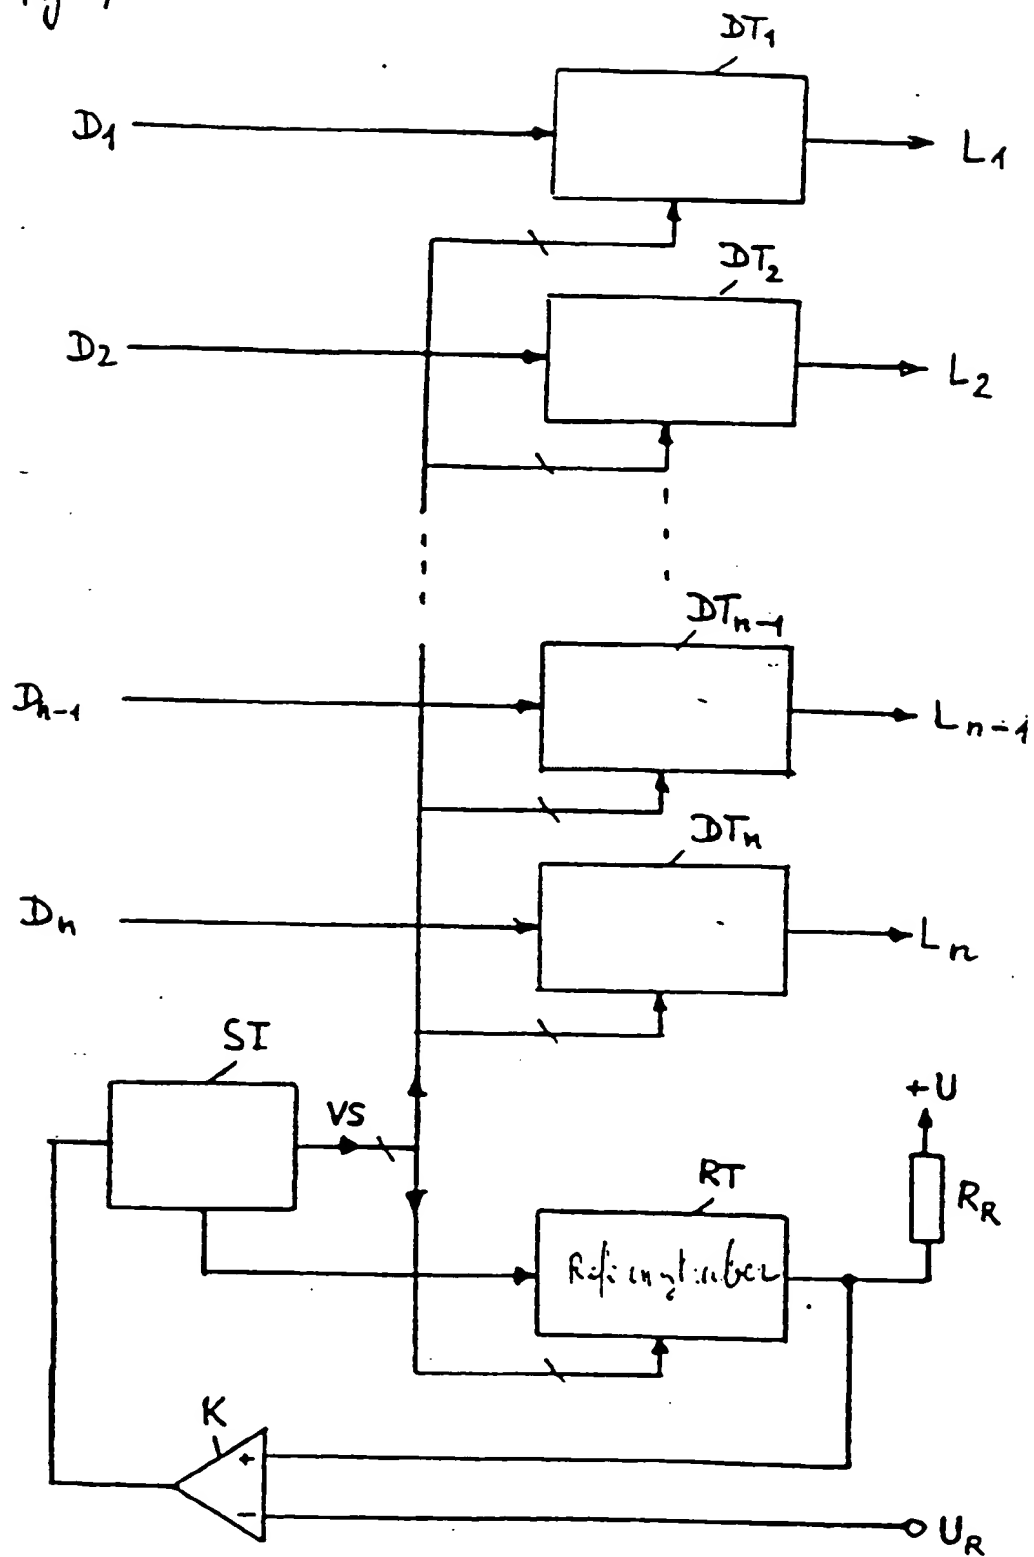 DT1
D1
L1
DT2
D2
L2
DTn-1
Dn-1
Ln-1
DTn
Dn
Ln
SI
VS
+U
RT
RR
K
+
−
UR